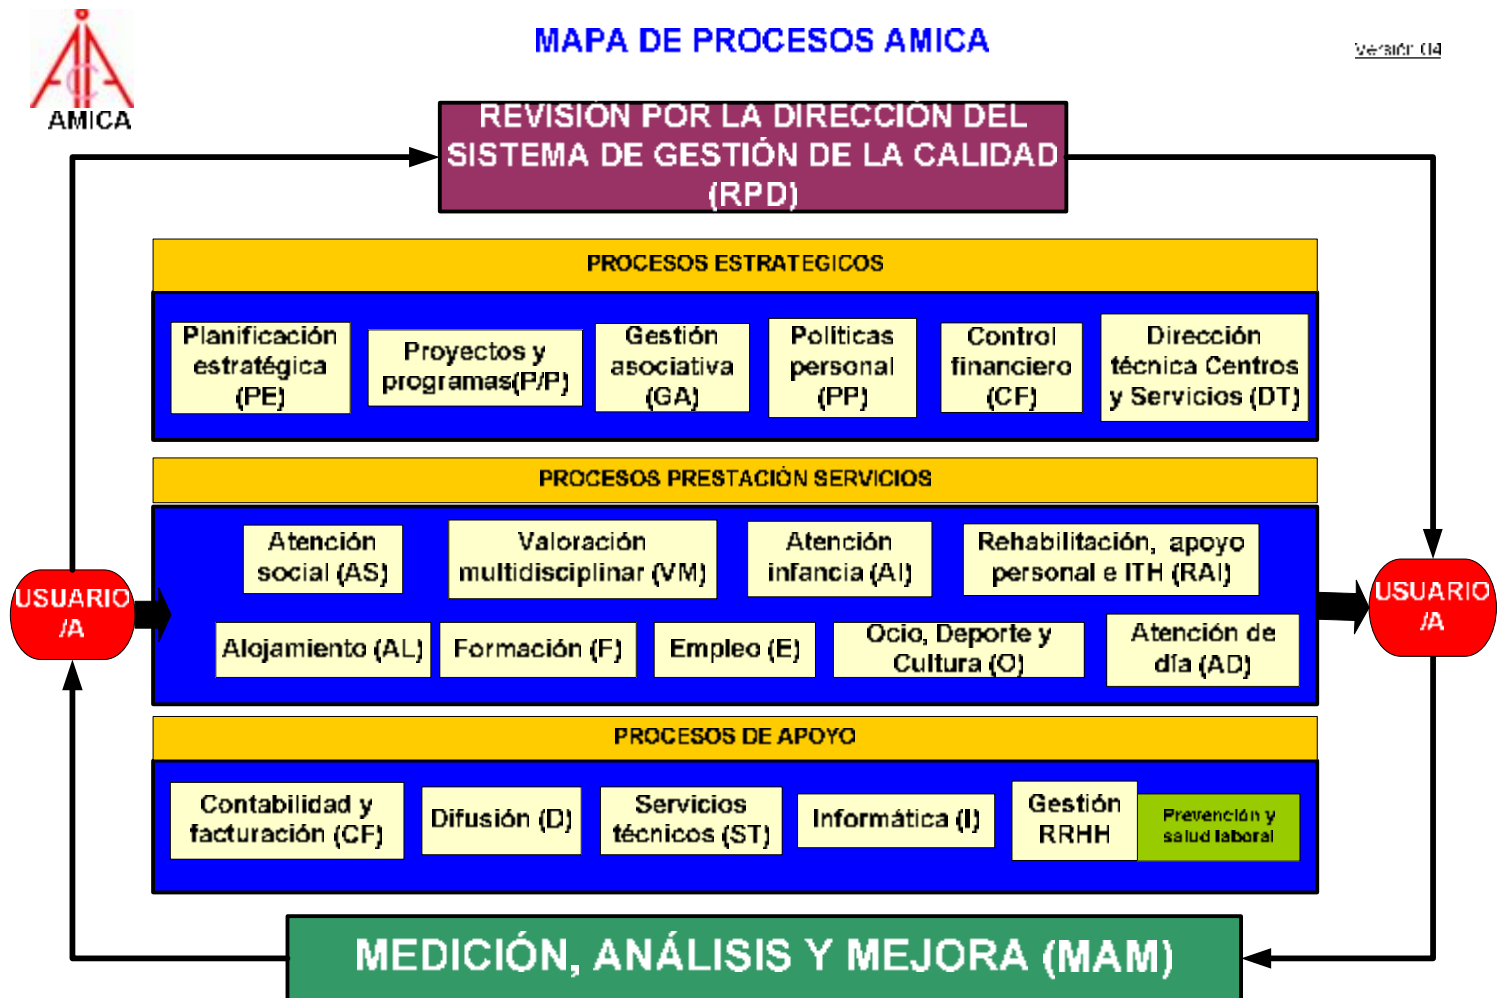 MAPA DE PROCESOS AMICA
Versión 04
AMICA
REVISIÓN POR LA DIRECCIÓN DEL
SISTEMA DE GESTIÓN DE LA CALIDAD
(RPD)
PROCESOS ESTRATEGICOS
Planificación
estratégica
(PE)
Proyectos y
programas(P/P)
Gestión
asociativa
(GA)
Políticas
personal
(PP)
Control
financiero
(CF)
Dirección
técnica Centros
y Servicios (DT)
PROCESOS PRESTACIÓN SERVICIOS
Atención
social (AS)
Valoración
multidisciplinar (VM)
Atención
infancia (AI)
Rehabilitación, apoyo
personal e ITH (RAI)
USUARIO
/A
USUARIO
/A
Alojamiento (AL)
Formación (F)
Empleo (E)
Ocio, Deporte y
Cultura (O)
Atención de
día (AD)
PROCESOS DE APOYO
Contabilidad y
facturación (CF)
Difusión (D)
Servicios
técnicos (ST)
Informática (I)
Gestión
RRHH
Prevención y
salud laboral
MEDICIÓN, ANÁLISIS Y MEJORA (MAM)